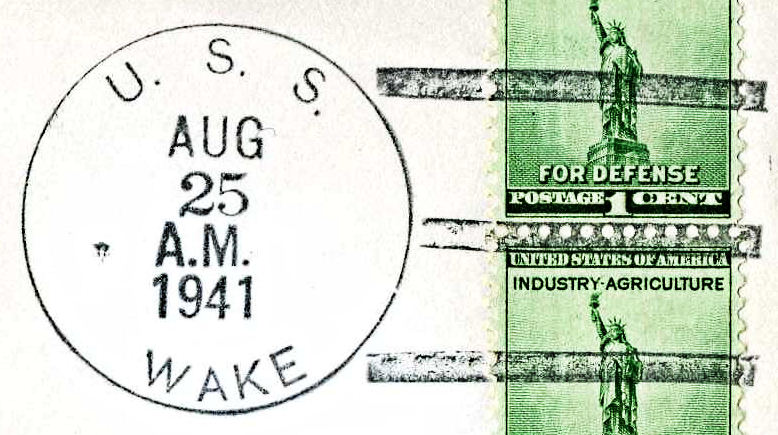 U. S. S.
AUG
25
A.M.
1941
WAKE
FOR DEFENSE
POSTAGE 1 CENT
UNITED STATES OF AMERICA
INDUSTRY-AGRICULTURE